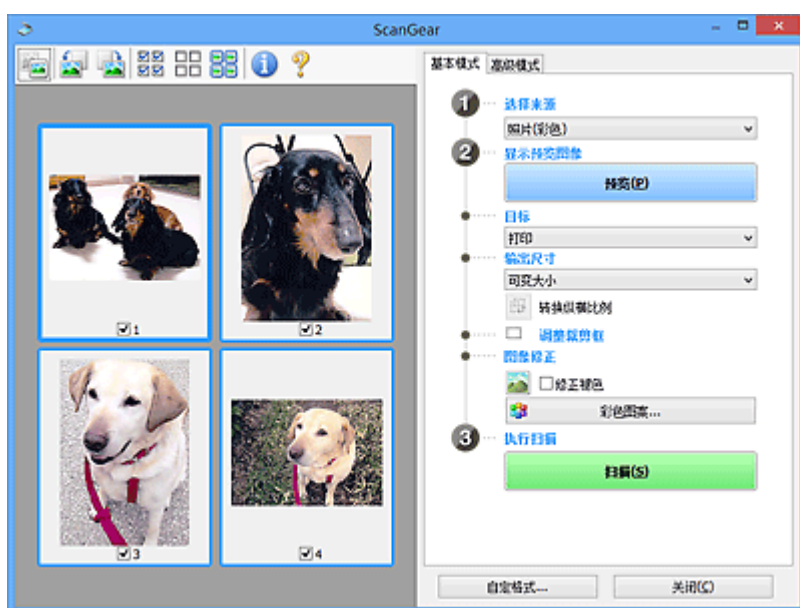 ScanGear
基本模式 高级模式
1 选择来源
照片(彩色)
2 显示预览图像
预览(P)
目标
打印
输出尺寸
可变大小
转换纵横比例
调整裁剪框
图像修正
修正褪色
彩色图案...
3 执行扫描
扫描(S)
1
2
3
4
自定格式...
关闭(C)